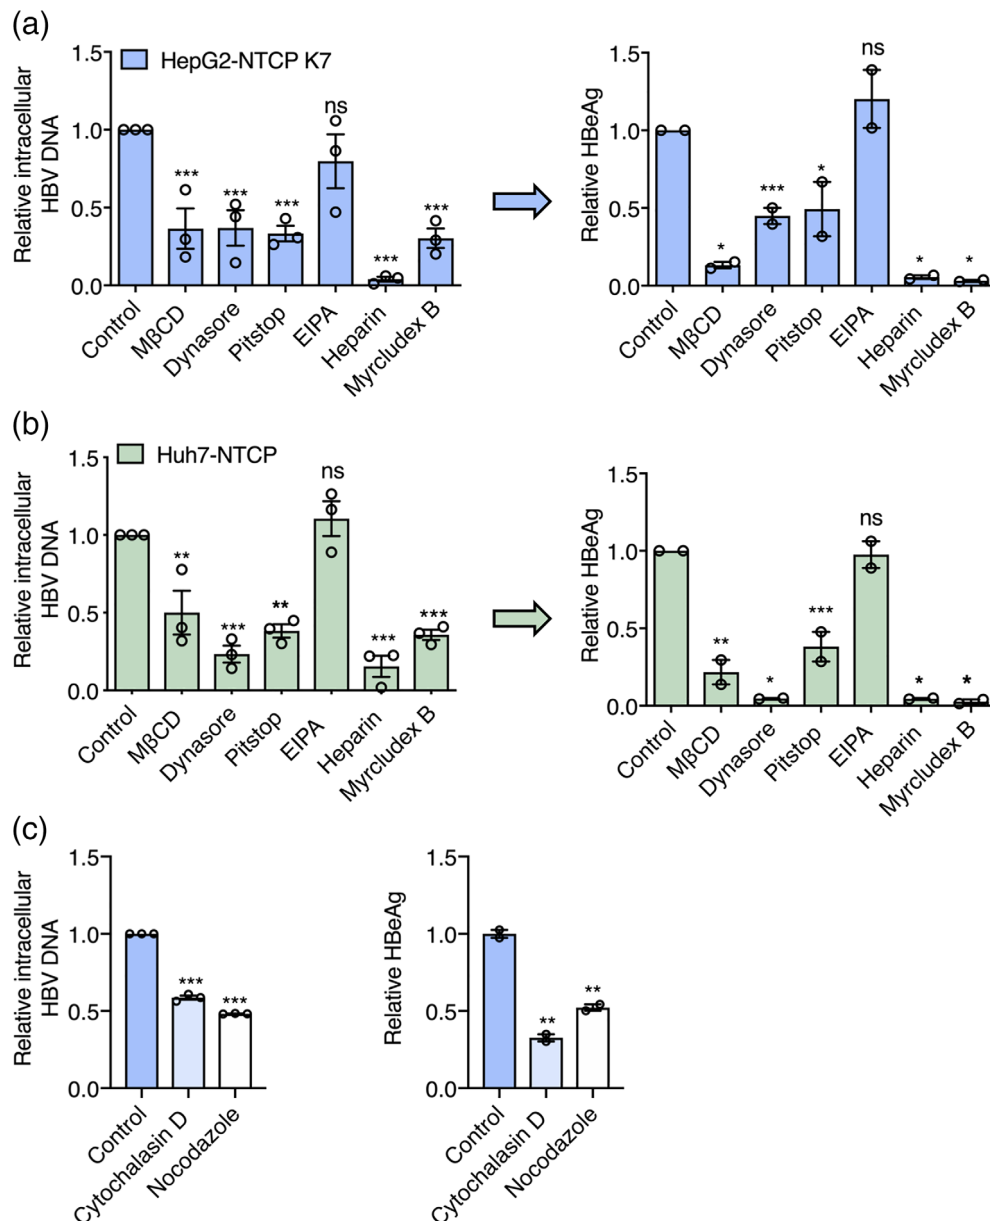 (a)
HepG2-NTCP K7
Relative intracellular
HBV DNA
1.5
1.0
0.5
0.0
***
***
***
ns
***
***
Control
MβCD
Dynasore
Pitstop
EIPA
Heparin
Myrcludex B
Relative HBeAg
1.5
1.0
0.5
0.0
*
***
*
ns
*
*
Control
MβCD
Dynasore
Pitstop
EIPA
Heparin
Myrcludex B
(b)
Huh7-NTCP
Relative intracellular
HBV DNA
1.5
1.0
0.5
0.0
**
***
**
ns
***
***
Control
MβCD
Dynasore
Pitstop
EIPA
Heparin
Myrcludex B
Relative HBeAg
1.5
1.0
0.5
0.0
**
*
***
ns
*
*
Control
MβCD
Dynasore
Pitstop
EIPA
Heparin
Myrcludex B
(c)
Relative intracellular
HBV DNA
1.5
1.0
0.5
0.0
***
***
Control
Cytochalasin D
Nocodazole
Relative HBeAg
1.5
1.0
0.5
0.0
**
**
Control
Cytochalasin D
Nocodazole